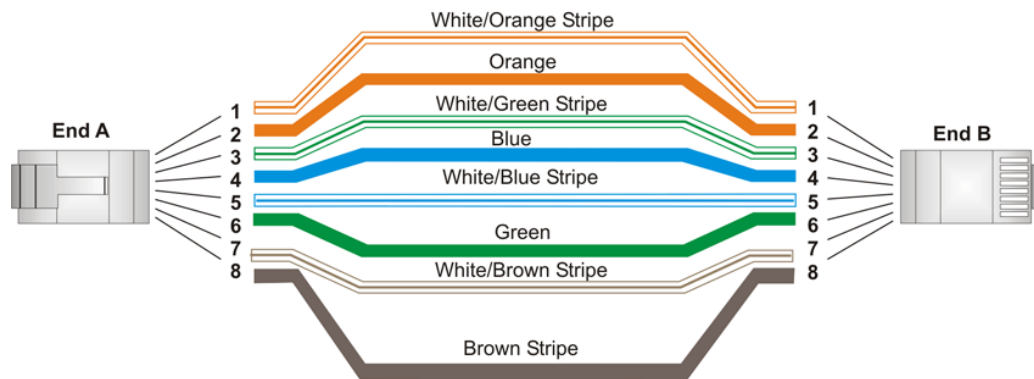 White/Orange Stripe
Orange
White/Green Stripe
1
1
End A
2
2
End B
3
Blue
3
4
4
White/Blue Stripe
5
5
6
6
Green
7
7
White/Brown Stripe
8
8
Brown Stripe